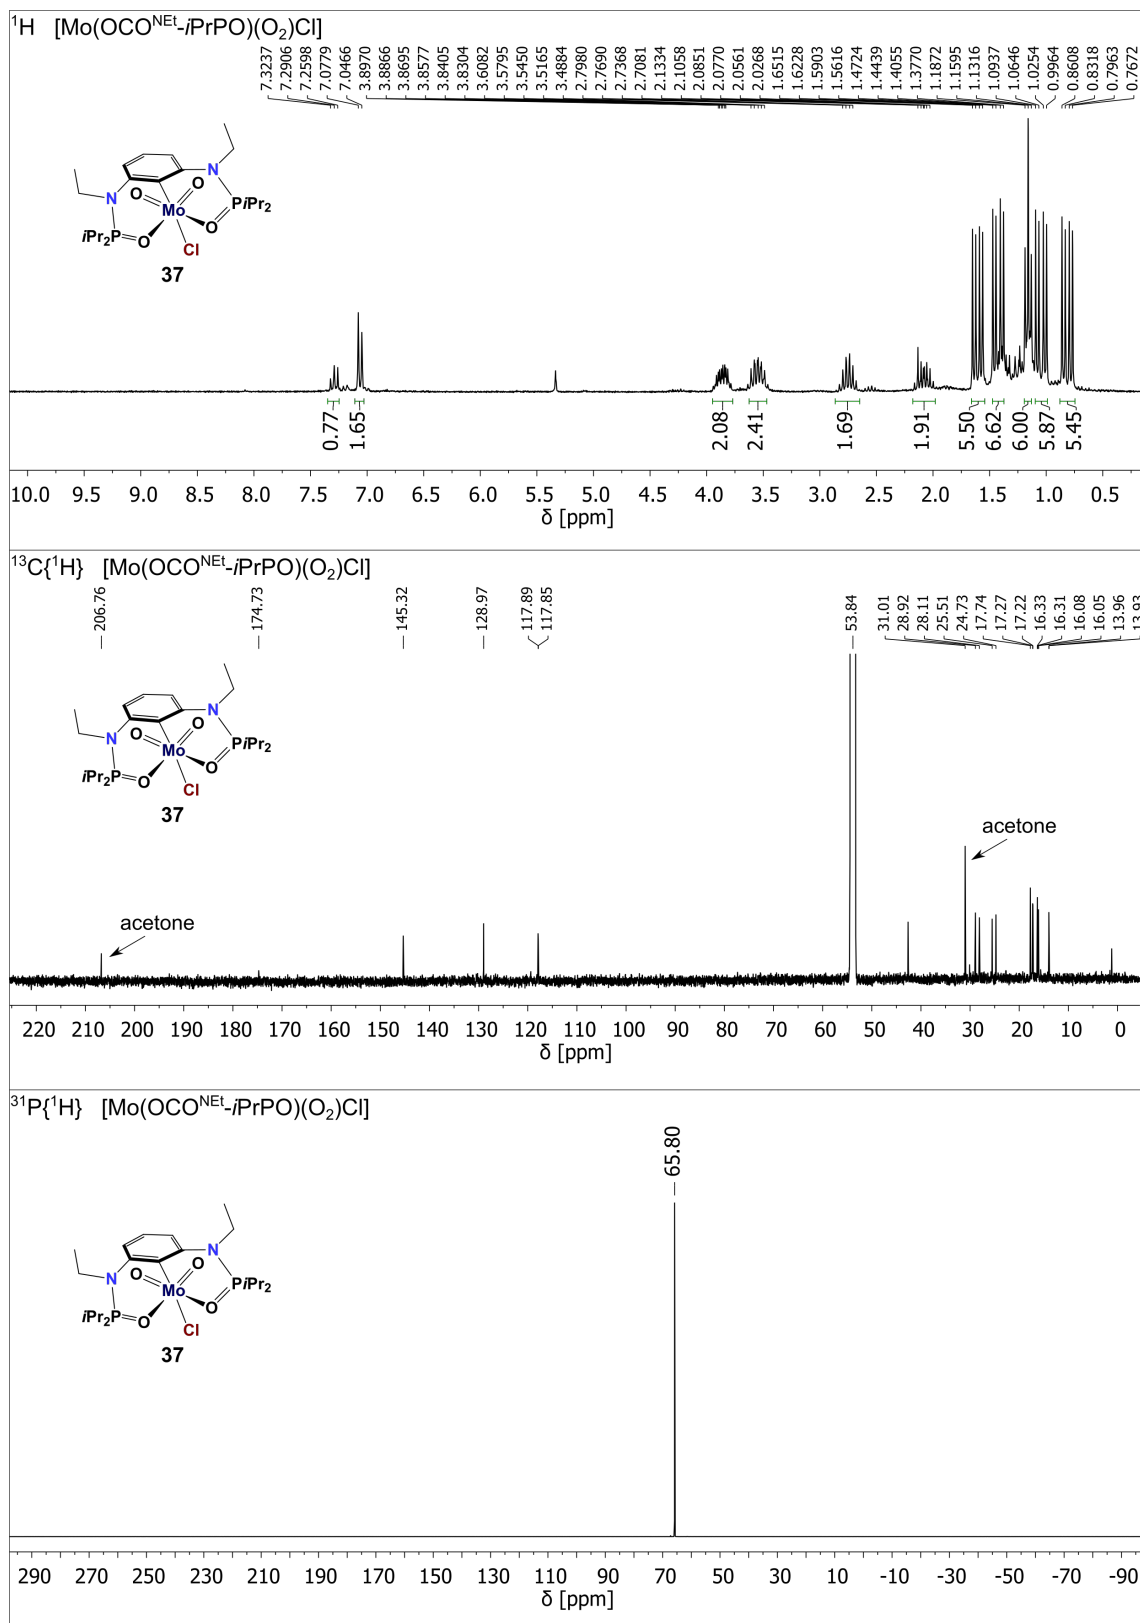 ¹H [Mo(OCOᴺᴱᵗ-iPrPO)(O₂)Cl]
7.3237
7.2906
7.2598
7.0779
7.0466
3.8970
3.8866
3.8695
3.8577
3.8405
3.8304
3.6082
3.5795
3.5450
3.5165
3.4884
2.7980
2.7690
2.7368
2.7081
2.1334
2.1058
2.0851
2.0770
2.0561
2.0268
1.6515
1.6228
1.5903
1.5616
1.4724
1.4439
1.4055
1.3770
1.1872
1.1595
1.1316
1.0937
1.0646
1.0254
0.9964
0.8608
0.8318
0.7963
0.7672
N
N
O
O
Mo
PiPr₂
iPr₂P
O
O
Cl
37
0.77
1.65
2.08
2.41
1.69
1.91
5.50
6.62
6.00
5.87
5.45
10.0 9.5 9.0 8.5 8.0 7.5 7.0 6.5 6.0 5.5 5.0 4.5 4.0 3.5 3.0 2.5 2.0 1.5 1.0 0.5
δ [ppm]
¹³C{¹H} [Mo(OCOᴺᴱᵗ-iPrPO)(O₂)Cl]
206.76
174.73
145.32
128.97
117.89
117.85
53.84
31.01
28.92
28.11
25.51
24.73
17.74
17.27
17.22
16.33
16.31
16.08
16.05
13.96
13.93
N
N
O
O
Mo
PiPr₂
iPr₂P
O
O
Cl
37
acetone
acetone
220 210 200 190 180 170 160 150 140 130 120 110 100 90 80 70 60 50 40 30 20 10 0
δ [ppm]
³¹P{¹H} [Mo(OCOᴺᴱᵗ-iPrPO)(O₂)Cl]
65.80
N
N
O
O
Mo
PiPr₂
iPr₂P
O
O
Cl
37
290 270 250 230 210 190 170 150 130 110 90 70 50 30 10 -10 -30 -50 -70 -90
δ [ppm]